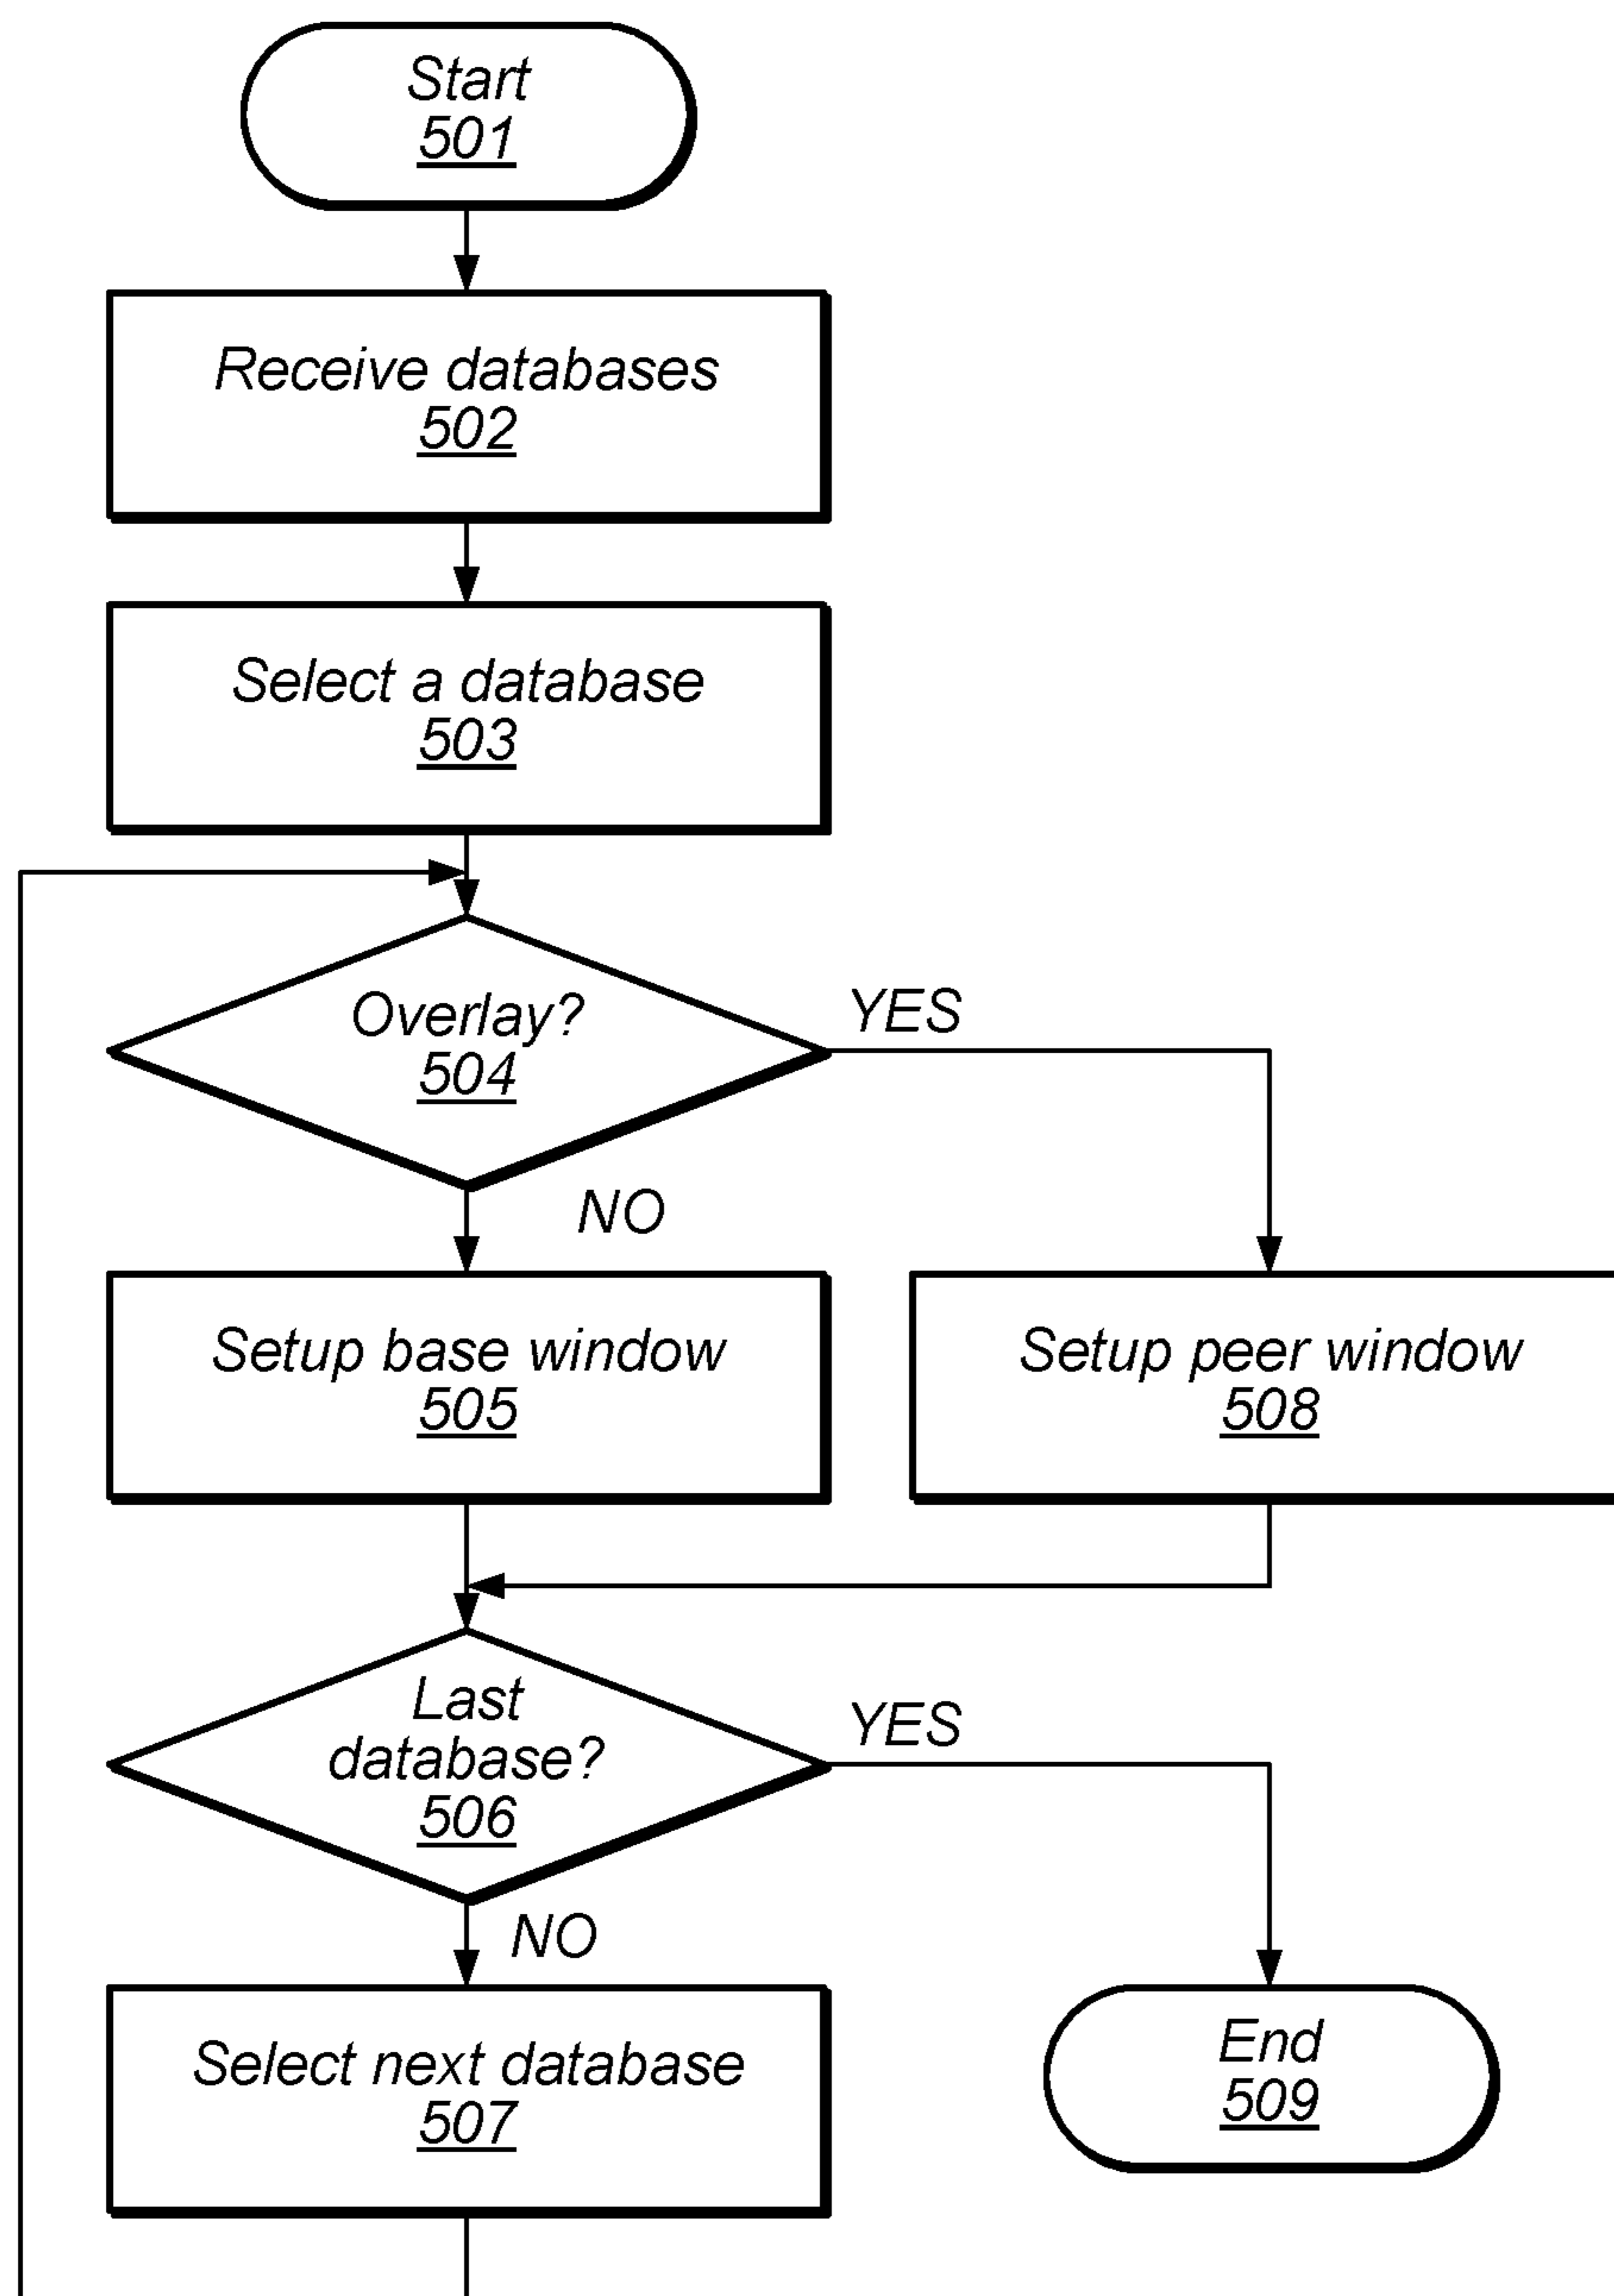 Start
501
Receive databases
502
Select a database
503
Overlay?
504
YES
NO
Setup base window
505
Setup peer window
508
Last
database?
506
YES
NO
Select next database
507
End
509